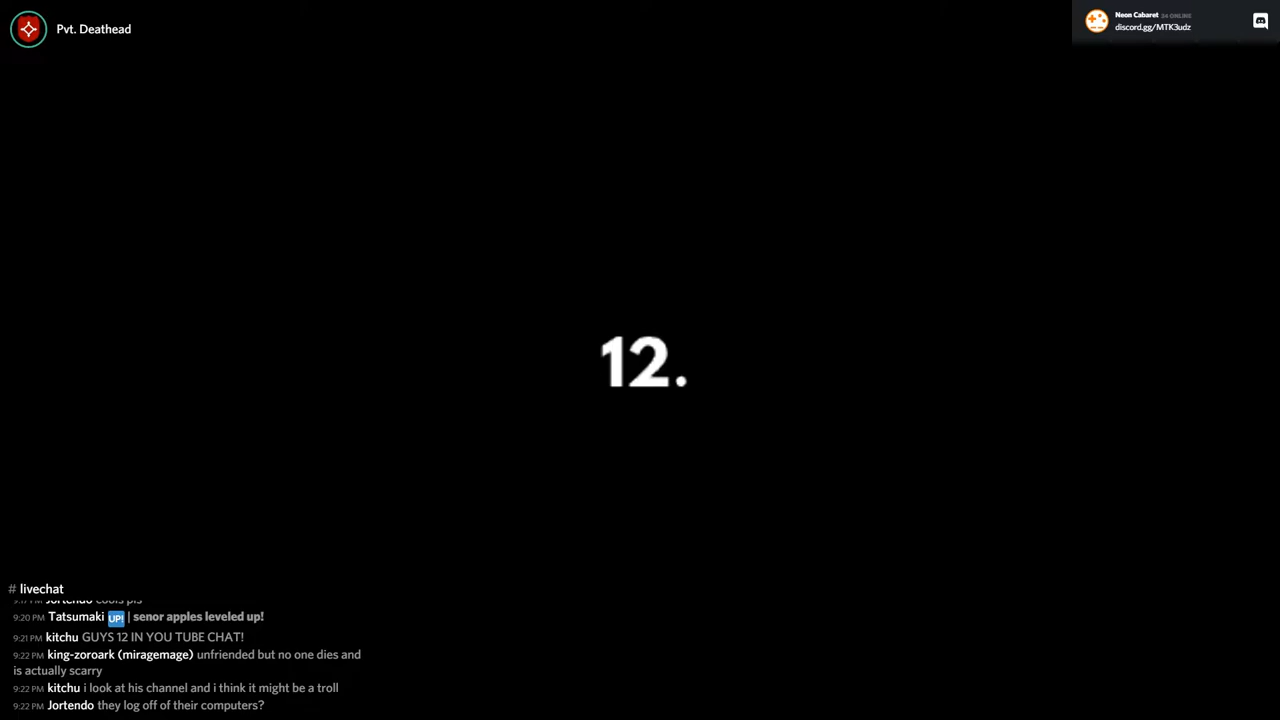 Pvt. Deathead
Neon Cabaret 34 ONLINE
discord.gg/MTK3udz
12.
# livechat
Jortendo
9:20 PM Tatsumaki UP! | senor apples leveled up!
9:21 PM kitchu GUYS 12 IN YOU TUBE CHAT!
9:22 PM king-zoroark (miragemage) unfriended but no one dies and
is actually scarry
9:22 PM kitchu i look at his channel and i think it might be a troll
9:22 PM Jortendo they log off of their computers?